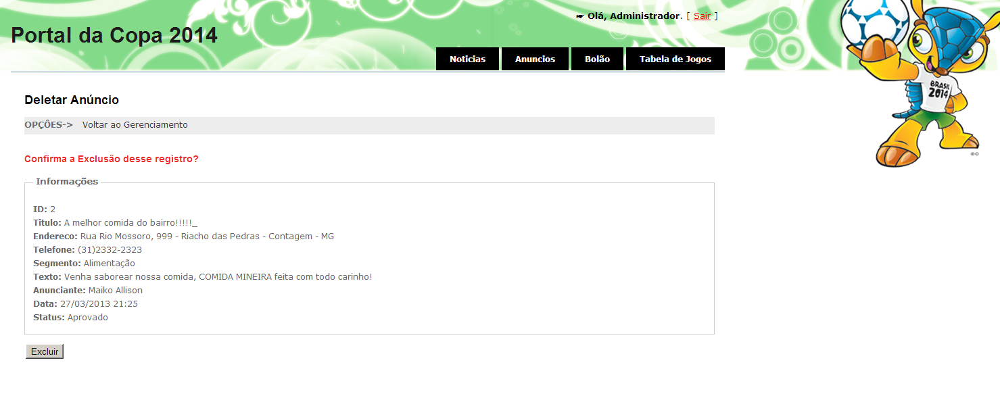 ☛ Olá, Administrador. [ Sair ]
Portal da Copa 2014
Noticias Anuncios Bolão Tabela de Jogos
BRASIL
2014
Deletar Anúncio
OPÇÔES-> Voltar ao Gerenciamento
Confirma a Exclusão desse registro?
Informações
ID: 2
Titulo: A melhor comida do bairro!!!!!_
Endereco: Rua Rio Mossoro, 999 - Riacho das Pedras - Contagem - MG
Telefone: (31)2332-2323
Segmento: Alimentação
Texto: Venha saborear nossa comida, COMIDA MINEIRA feita com todo carinho!
Anunciante: Maiko Allison
Data: 27/03/2013 21:25
Status: Aprovado
Excluir